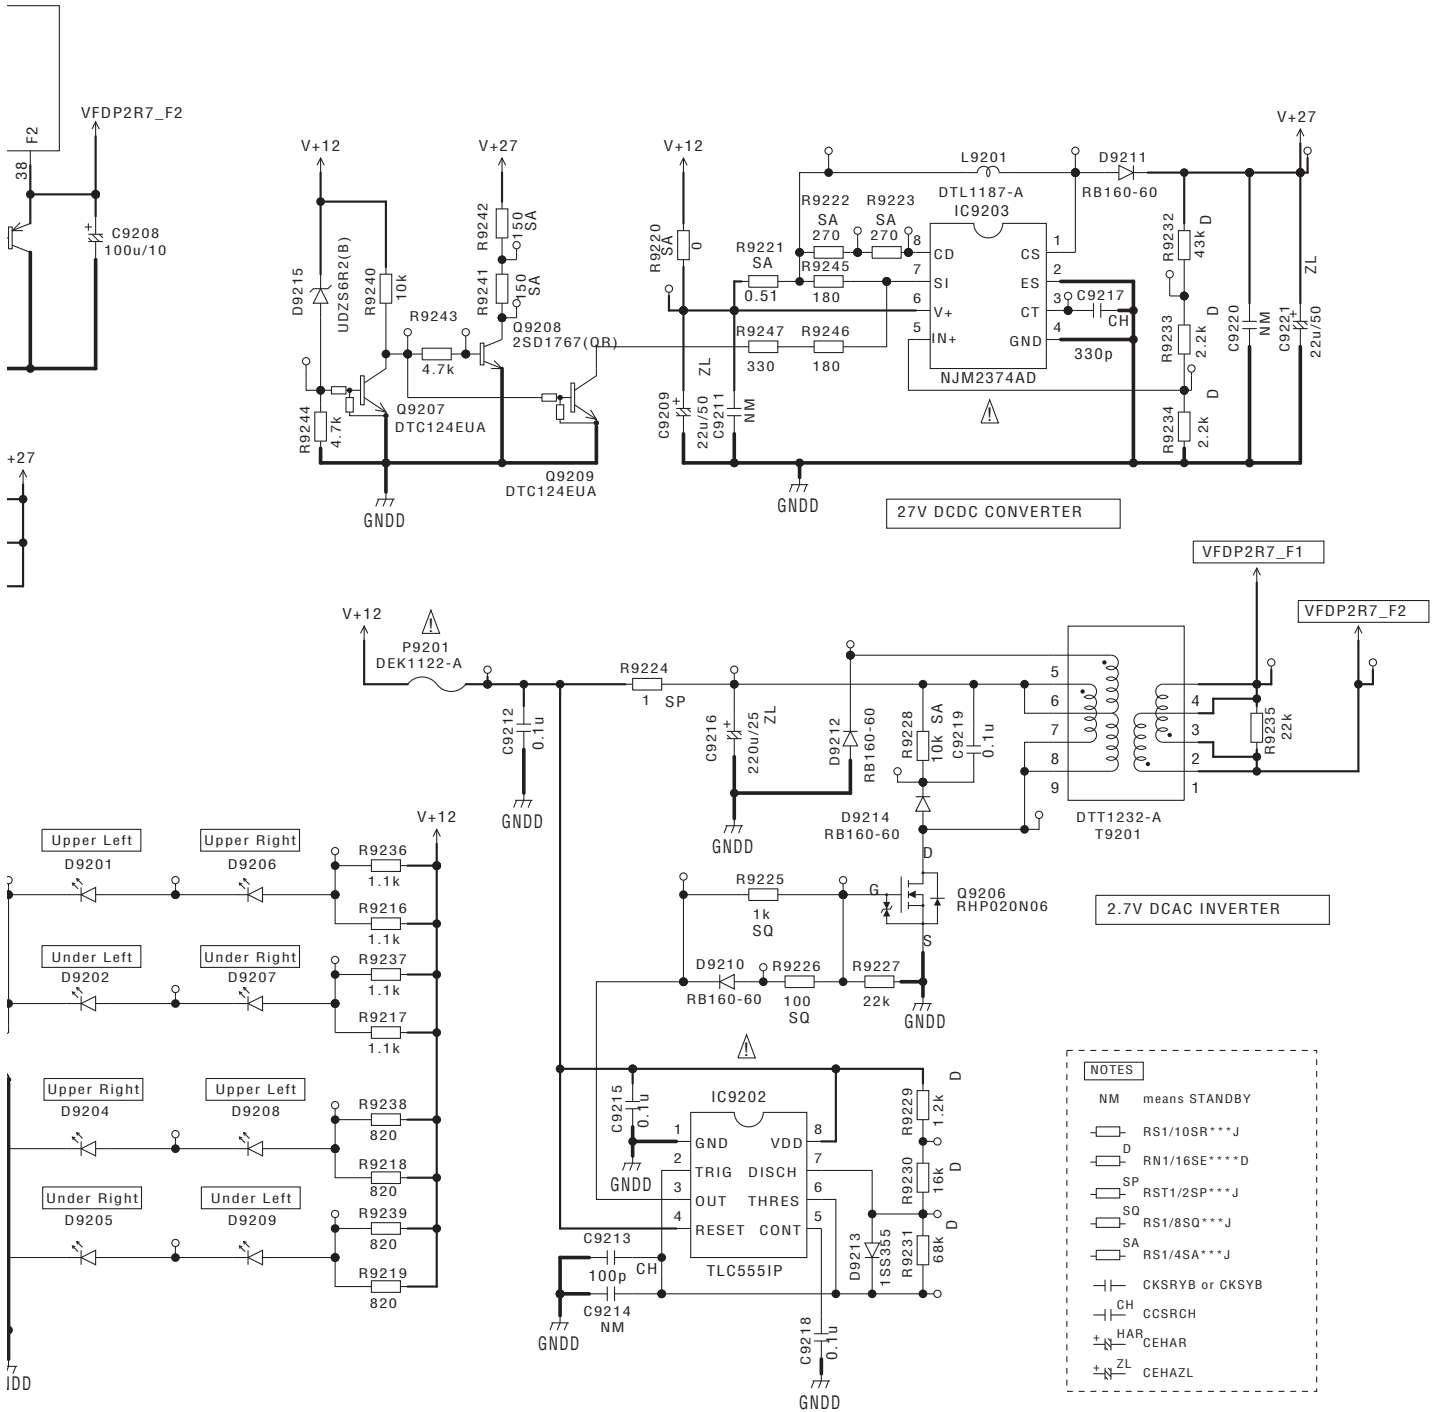 F2
38
VFDP2R7_F2
+
C9208
100u/10
+27
V+12
V+27
D9215
UDZS6R2(B)
R9240
10k
R9242
150
SA
R9241
150
SA
R9243
4.7k
Q9208
2SD1767(QR)
R9244
4.7k
Q9207
DTC124EUA
Q9209
DTC124EUA
GNDD
V+12
R9220
SA
0
L9201
DTL1187-A
IC9203
D9211
RB160-60
V+27
R9222
SA
270
R9223
SA
270
R9221
SA
0.51
R9245
180
R9247
330
R9246
180
8
7
6
5
CD
SI
V+
IN+
CS
ES
CT
GND
1
2
3
4
NJM2374AD
C9217
CH
330p
R9232
43k
D
R9233
2.2k
D
R9234
2.2k
D
C9220
NM
C9221
+
22u/50
ZL
C9209
+
22u/50
ZL
C9211
NM
GNDD
27V DCDC CONVERTER
VFDP2R7_F1
VFDP2R7_F2
V+12
P9201
DEK1122-A
R9224
1 SP
C9212
0.1u
GNDD
C9216
+
220u/25
ZL
GNDD
D9212
RB160-60
R9228
10k SA
C9219
0.1u
D9214
RB160-60
5
6
7
8
9
4
3
2
1
R9235
22k
DTT1232-A
T9201
D
G
S
Q9206
RHP020N06
2.7V DCAC INVERTER
R9225
1k
SQ
D9210
RB160-60
R9226
100
SQ
R9227
22k
GNDD
V+12
Upper Left
D9201
Upper Right
D9206
R9236
1.1k
R9216
1.1k
Under Left
D9202
Under Right
D9207
R9237
1.1k
R9217
1.1k
Upper Right
D9204
Upper Left
D9208
R9238
820
R9218
820
Under Right
D9205
Under Left
D9209
R9239
820
R9219
820
C9215
0.1u
GNDD
IC9202
1
2
3
4
GND
TRIG
OUT
RESET
VDD
DISCH
THRES
CONT
8
7
6
5
TLC555IP
R9229
1.2k
D
R9230
16k
D
R9231
68k
D
D9213
1SS355
C9213
100p
CH
C9214
NM
GNDD
C9218
0.1u
GNDD
NOTES
NM means STANDBY
RS1/10SR***J
D RN1/16SE****D
SP RST1/2SP***J
SQ RS1/8SQ***J
SA RS1/4SA***J
CKSRYB or CKSYB
CH CCSRCH
+ HAR CEHAR
+ ZL CEHAZL